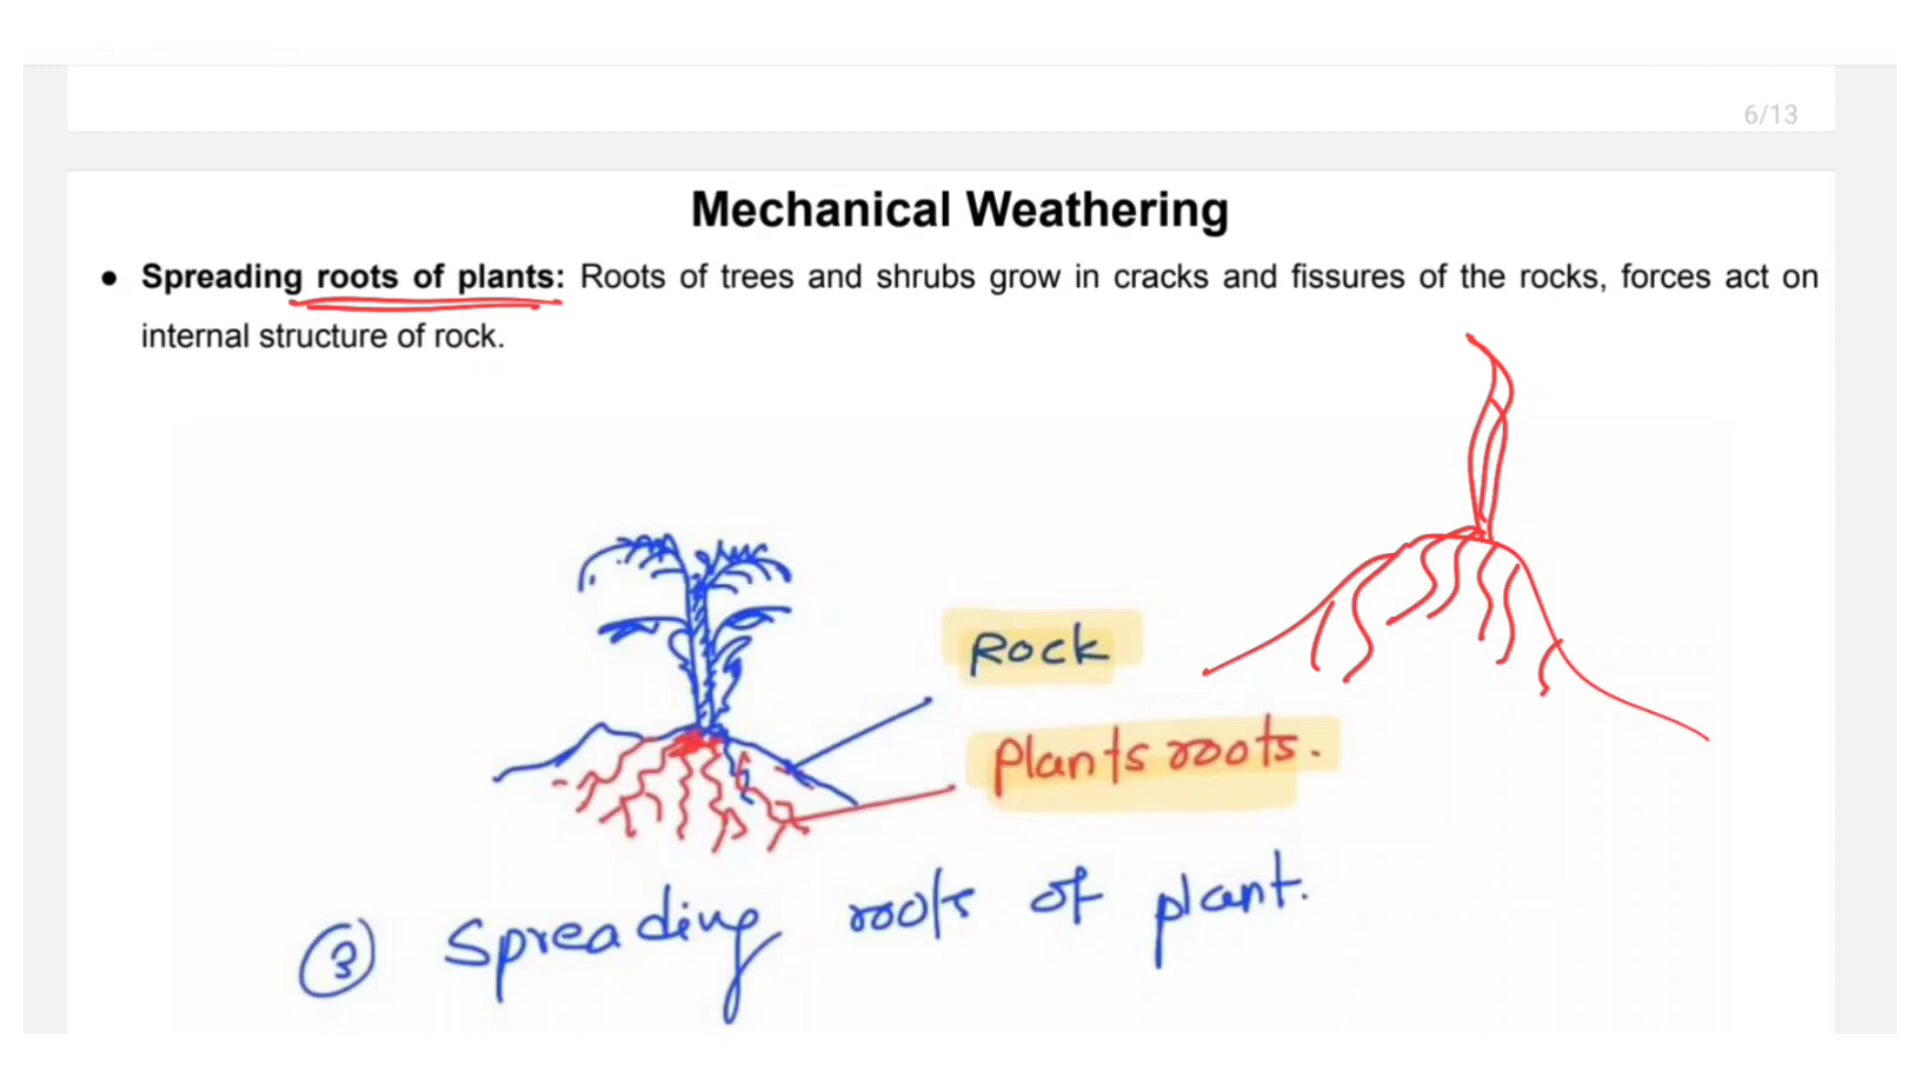 6/13
Mechanical Weathering
● Spreading roots of plants: Roots of trees and shrubs grow in cracks and fissures of the rocks, forces act on
internal structure of rock.
Rock
Plants roots.
③ Spreading roots of plant.